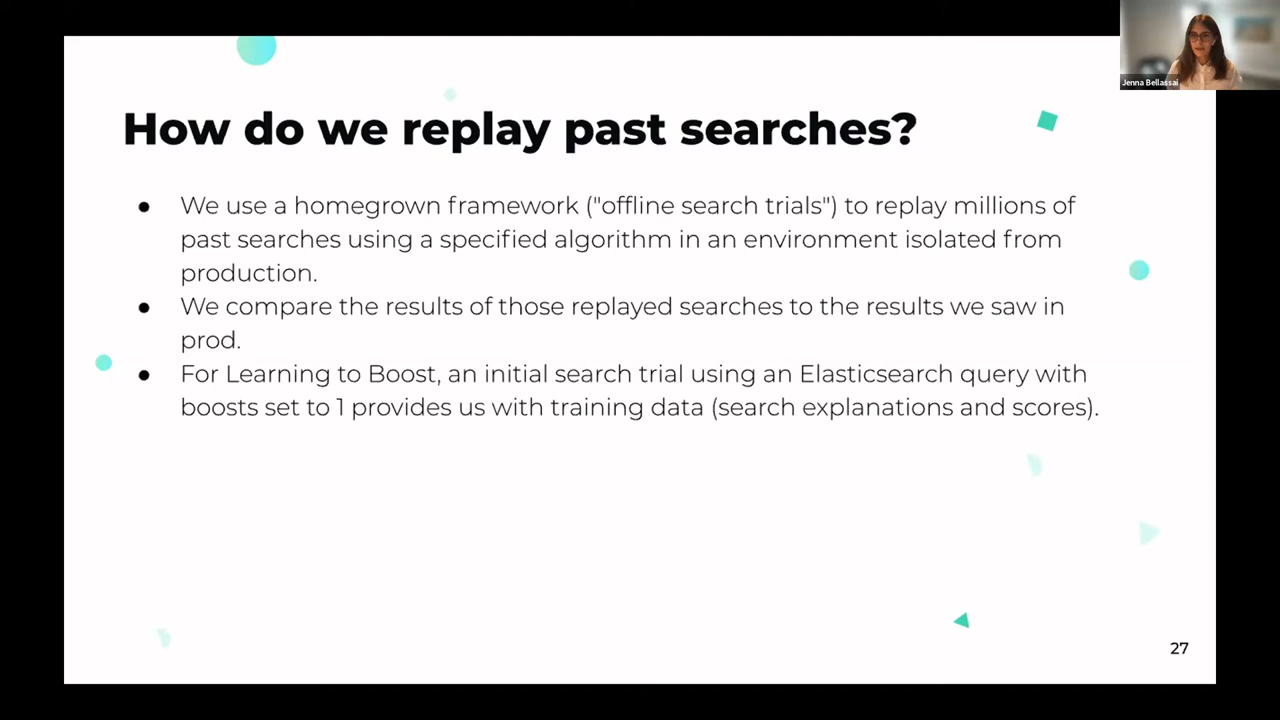 Jenna Bellassai
How do we replay past searches?
● We use a homegrown framework ("offline search trials") to replay millions of
past searches using a specified algorithm in an environment isolated from
production.
● We compare the results of those replayed searches to the results we saw in
prod.
● For Learning to Boost, an initial search trial using an Elasticsearch query with
boosts set to 1 provides us with training data (search explanations and scores).
27